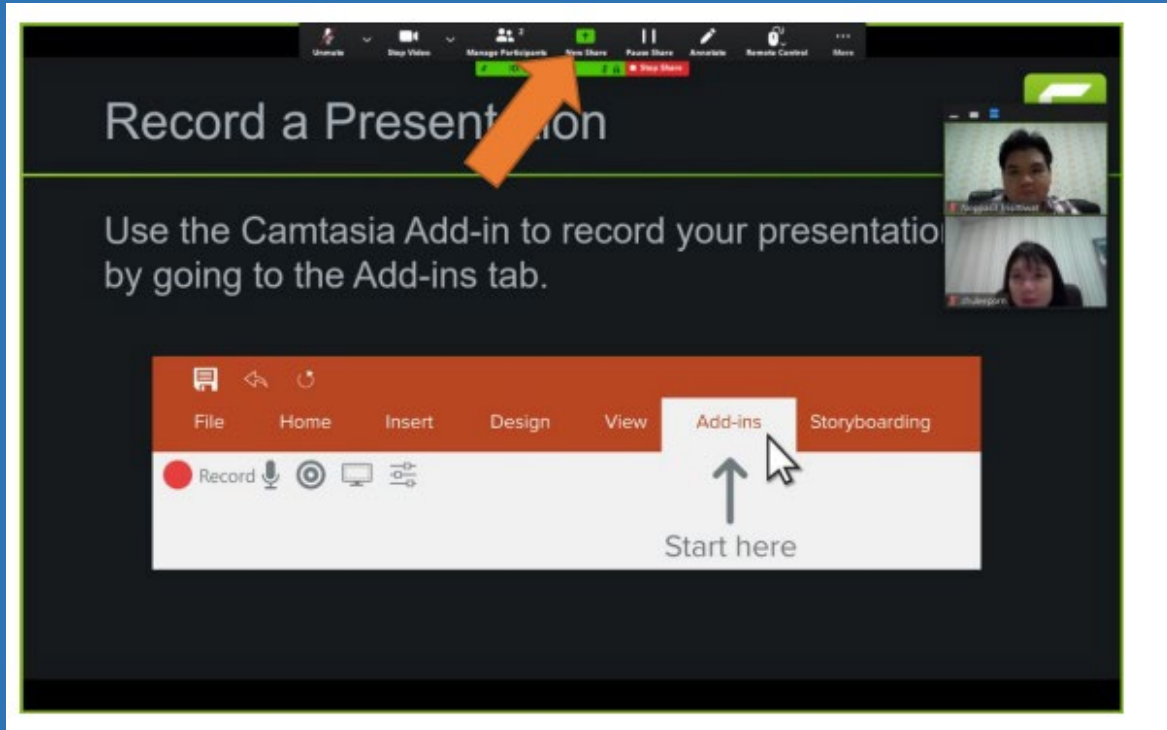 Unmute
Stop Video
Manage Participants
2
New Share
Pause Share
Annotate
Remote Control
More
Stop Share
Record a Presentation
Use the Camtasia Add-in to record your presentation
by going to the Add-ins tab.
chuleeporn
File Home Insert Design View Add-ins Storyboarding
Record
Start here